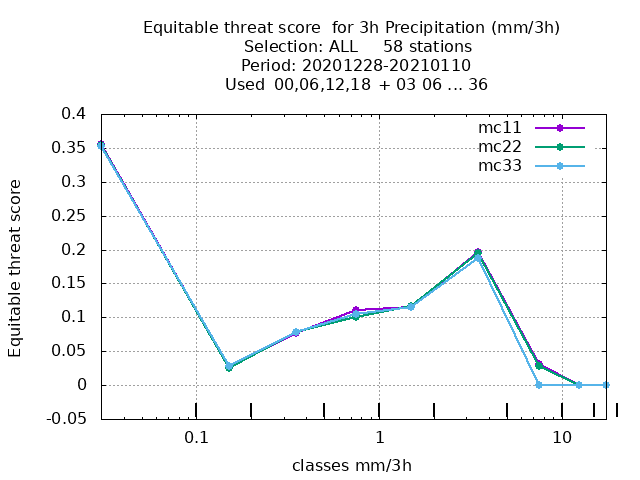 Equitable threat score  for 3h Precipitation (mm/3h)
Selection: ALL     58 stations
Period: 20201228-20210110
Used  00,06,12,18  + 03 06 ... 36
mc11
mc22
mc33
0.4
0.35
0.3
0.25
0.2
0.15
0.1
0.05
0
-0.05
Equitable threat score
0.1
1
10
classes mm/3h